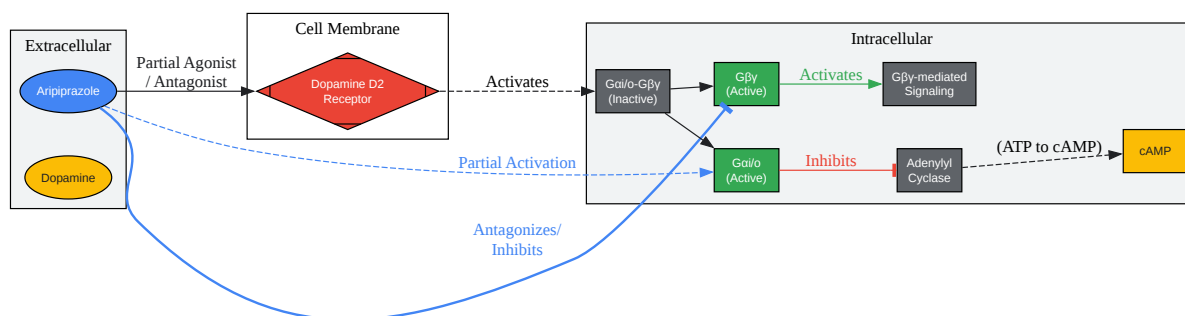 Extracellular
Aripiprazole
Dopamine
Partial Agonist
/ Antagonist
Cell Membrane
Dopamine D2
Receptor
Activates
Partial Activation
Antagonizes/
Inhibits
Intracellular
Gαi/o-Gβγ
(Inactive)
Gβγ
(Active)
Activates
Gβγ-mediated
Signaling
Gαi/o
(Active)
Inhibits
Adenylyl
Cyclase
(ATP to cAMP)
cAMP